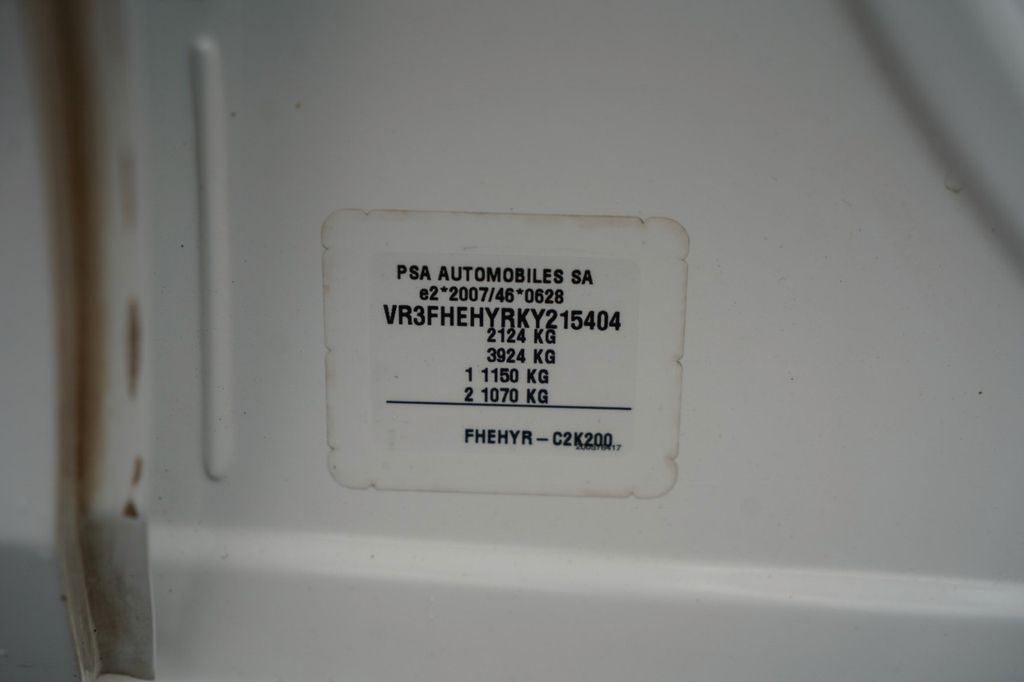 PSA AUTOMOBILES SA
e2*2007/46*0628
VR3FHEHYRKY215404
2124 KG
3924 KG
1 1150 KG
2 1070 KG
FHEHYR – C2K200